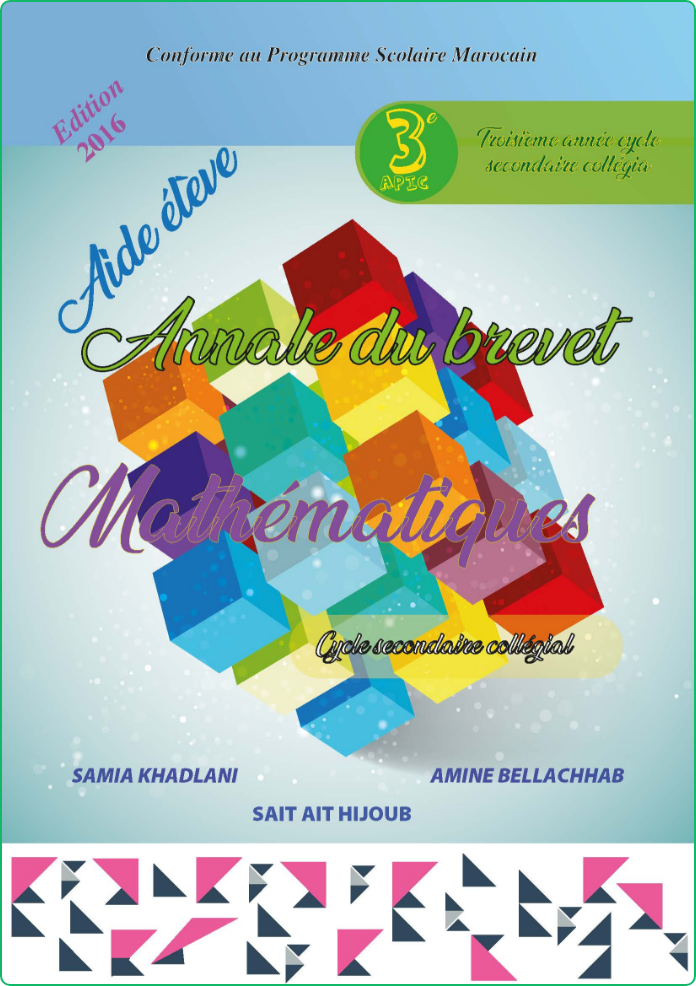 Conforme au Programme Scolaire Marocain
Edition
2016
3e
APIC
Troisième année cycle
secondaire collégia
Aide éleve
Annale du brevet
Mathématiques
Cycle secondaire collégial
SAMIA KHADLANI
AMINE BELLACHHAB
SAIT AIT HIJOUB